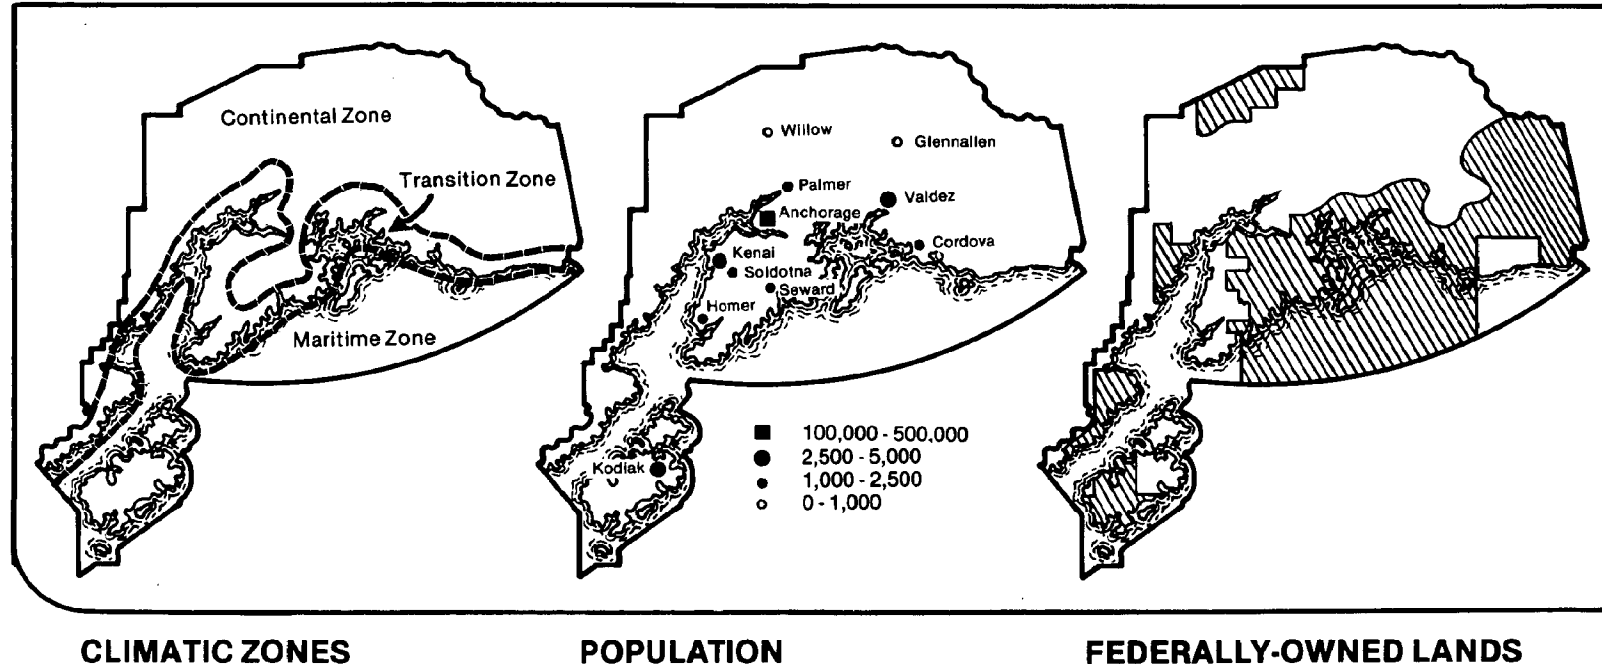 Continental Zone
Transition Zone
Maritime Zone
Willow
Glennallen
Palmer
Valdez
Anchorage
Cordova
Kenai
Soldotna
Seward
Homer
Kodiak
100,000 - 500,000
2,500 - 5,000
1,000 - 2,500
0 - 1,000
CLIMATIC ZONES
POPULATION
FEDERALLY-OWNED LANDS